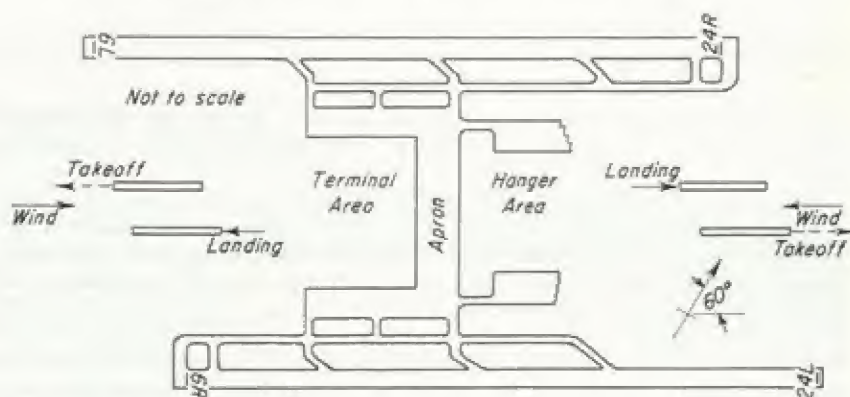 6L
24R
Not to scale
Takeoff
Wind
Landing
Terminal
Area
Apron
Hanger
Area
Landing
Wind
Takeoff
60°
6R
24L